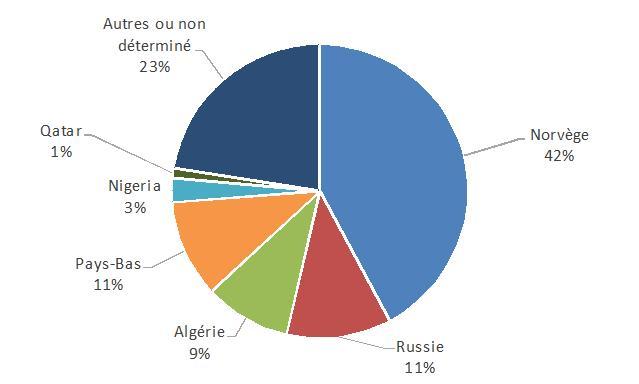 Autres ou non
déterminé
23%
Qatar
1%
Norvège
42%
Nigeria
3%
Pays-Bas
11%
Algérie
9%
Russie
11%